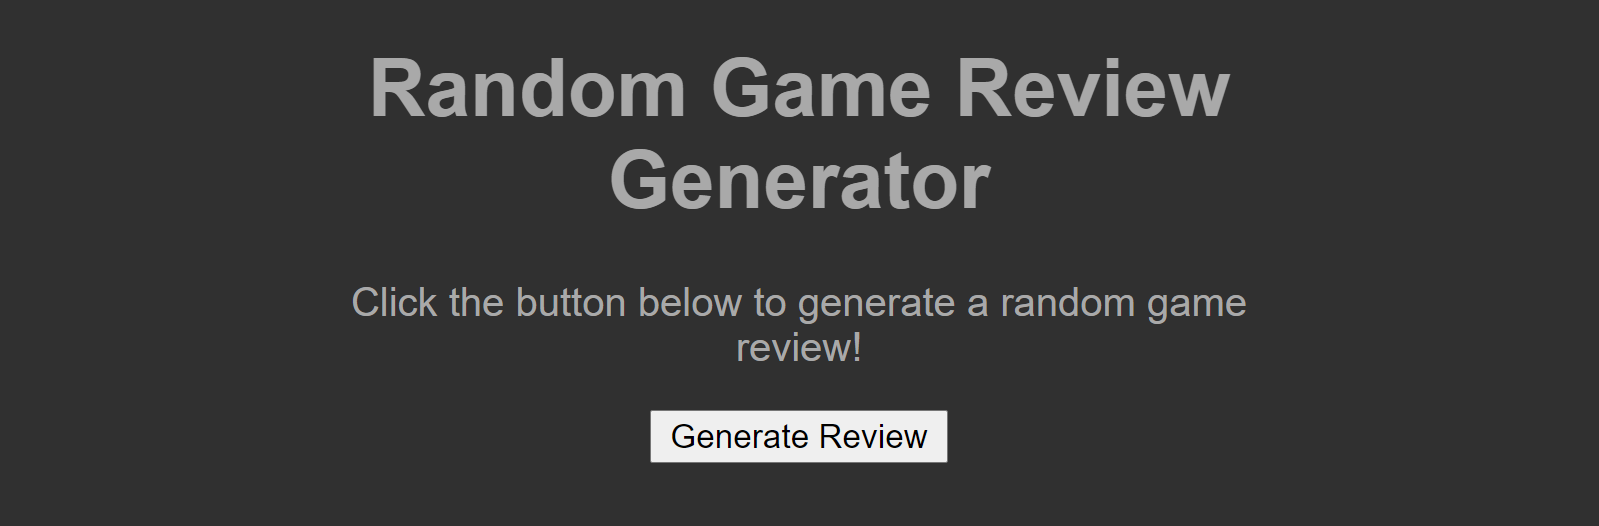 Random Game Review
Generator
Click the button below to generate a random game
review!
Generate Review